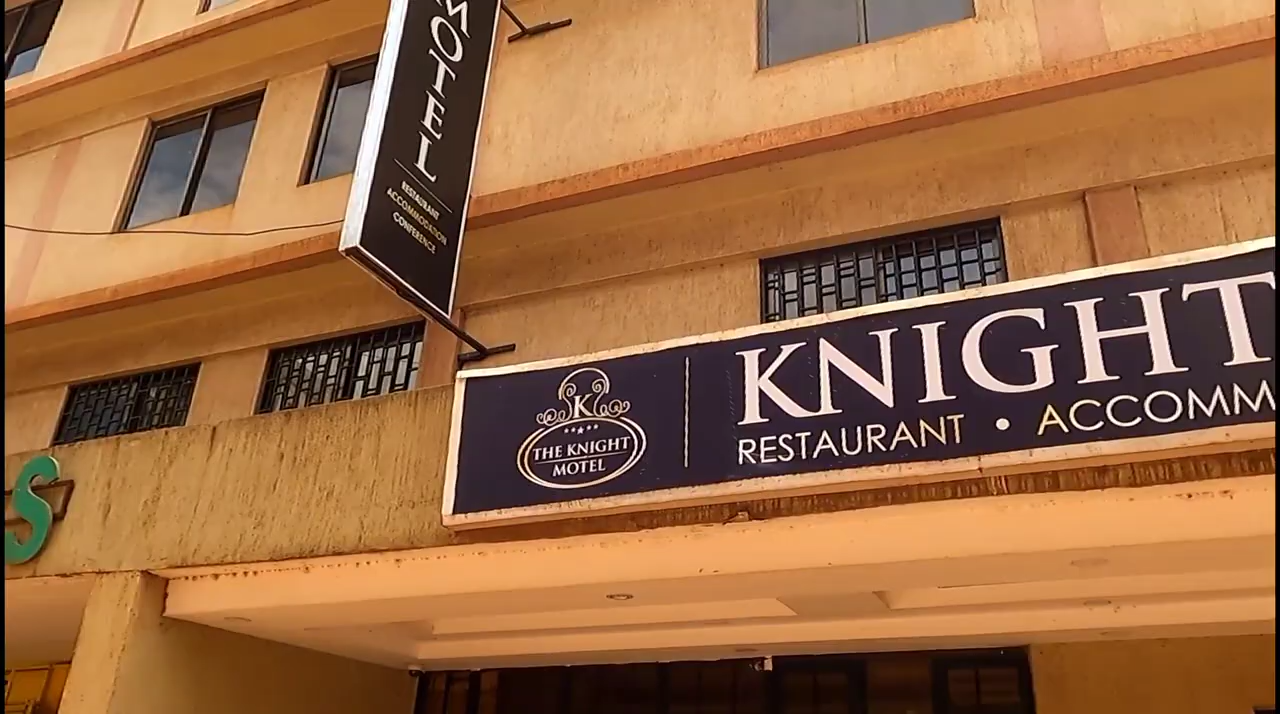 MOTEL
RESTAURANT
ACCOMMODATION
CONFERENCE
K
THE KNIGHT
MOTEL
KNIGHT
RESTAURANT • ACCOMM
S